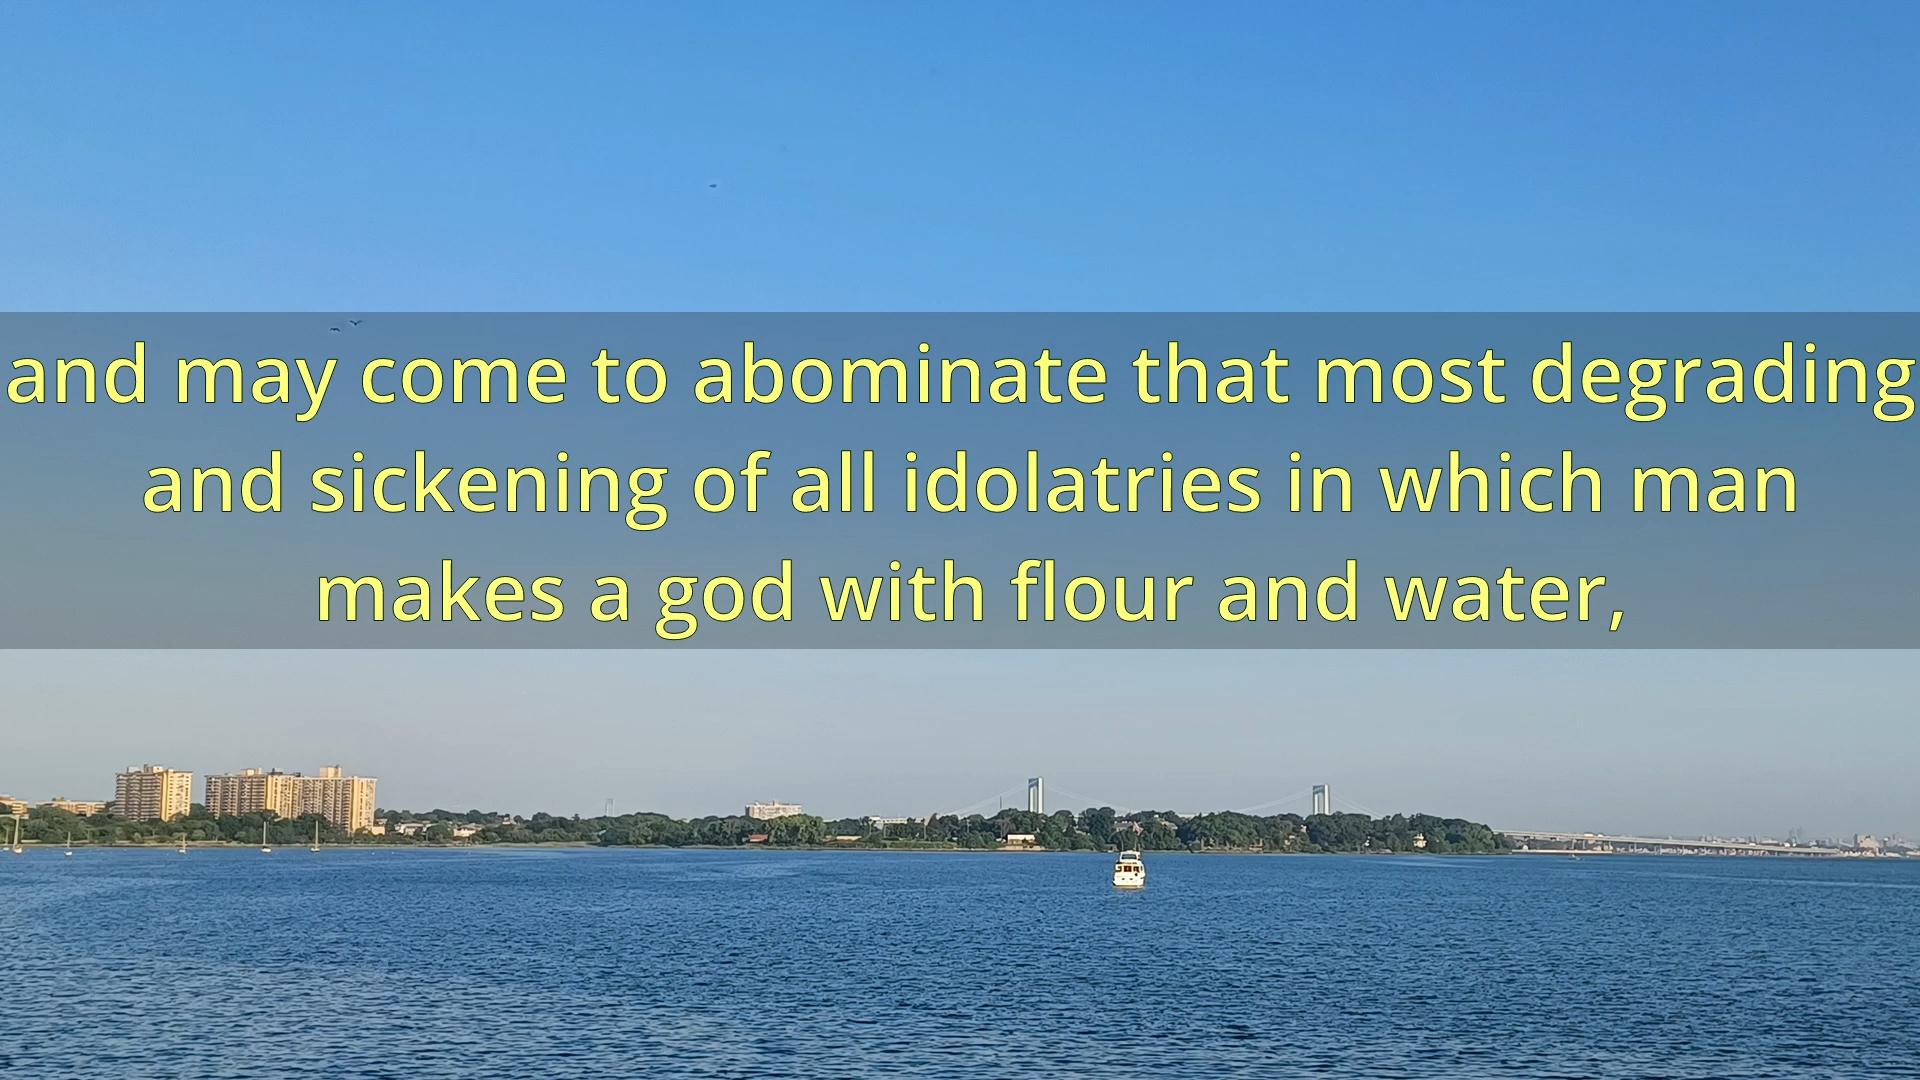 and may come to abominate that most degrading
and sickening of all idolatries in which man
makes a god with flour and water,